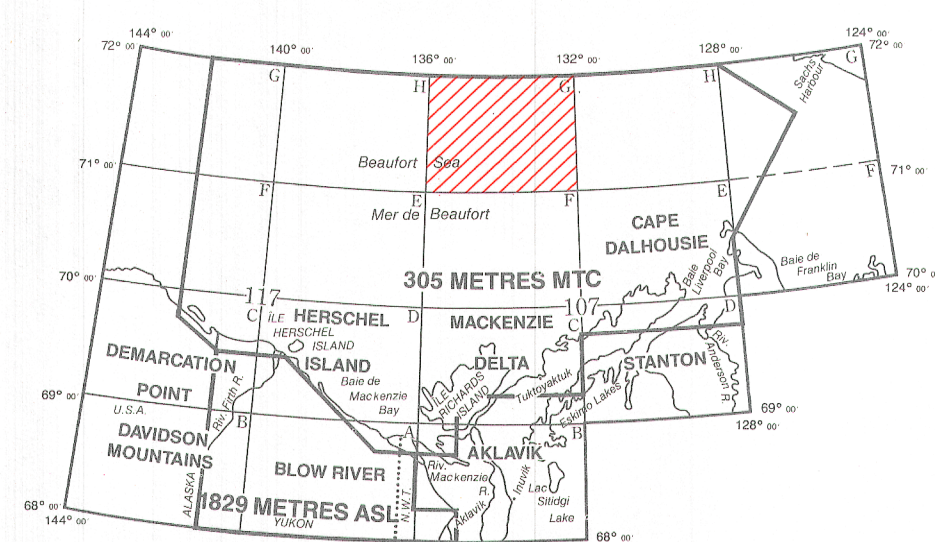 144° 00'
72° 00'
140° 00'
136° 00'
132° 00'
128° 00'
124° 00'
72° 00'
G
H
G
H
G
Sachs
Harbour
71° 00'
Beaufort Sea
71° 00'
F
E
F
E
F
Mer de Beaufort
CAPE
DALHOUSIE
70° 00'
305 METRES MTC
Baie
Liverpool
Bay
Baie de
Franklin
Bay
70° 00'
124° 00'
117
107
C
ÎLE
HERSCHEL
D
MACKENZIE
C
D
HERSCHEL
ISLAND
DEMARCATION
ISLAND
DELTA
STANTON
Riv.
Anderson R.
POINT
Baie de
Mackenzie
Bay
ÎLE
RICHARDS
ISLAND
Tuktoyaktuk
Eskimo Lakes
69° 00'
U.S.A.
Riv. Firth R.
69° 00'
128° 00'
B
A
B
DAVIDSON
MOUNTAINS
BLOW RIVER
AKLAVIK
Riv.
Mackenzie
R.
Inuvik
Lac
Sitidgi
Lake
68° 00'
144° 00'
ALASKA
1829 METRES ASL
YUKON
N.W.T.
Aklavik
68° 00'